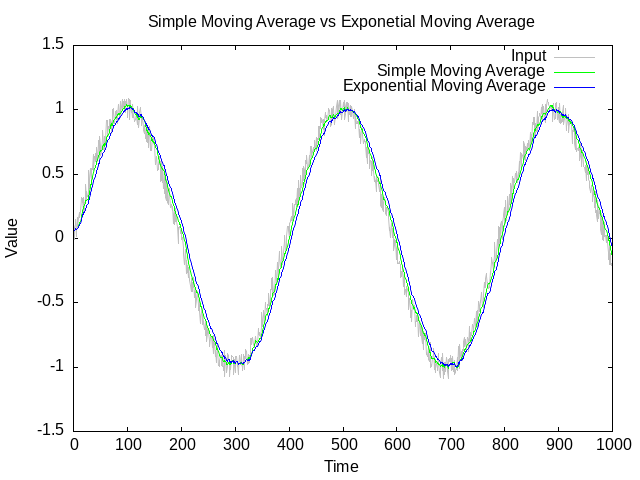 Simple Moving Average vs Exponetial Moving Average
1.5
1
0.5
0
-0.5
-1
-1.5
Value
Input
Simple Moving Average
Exponential Moving Average
0 100 200 300 400 500 600 700 800 900 1000
Time